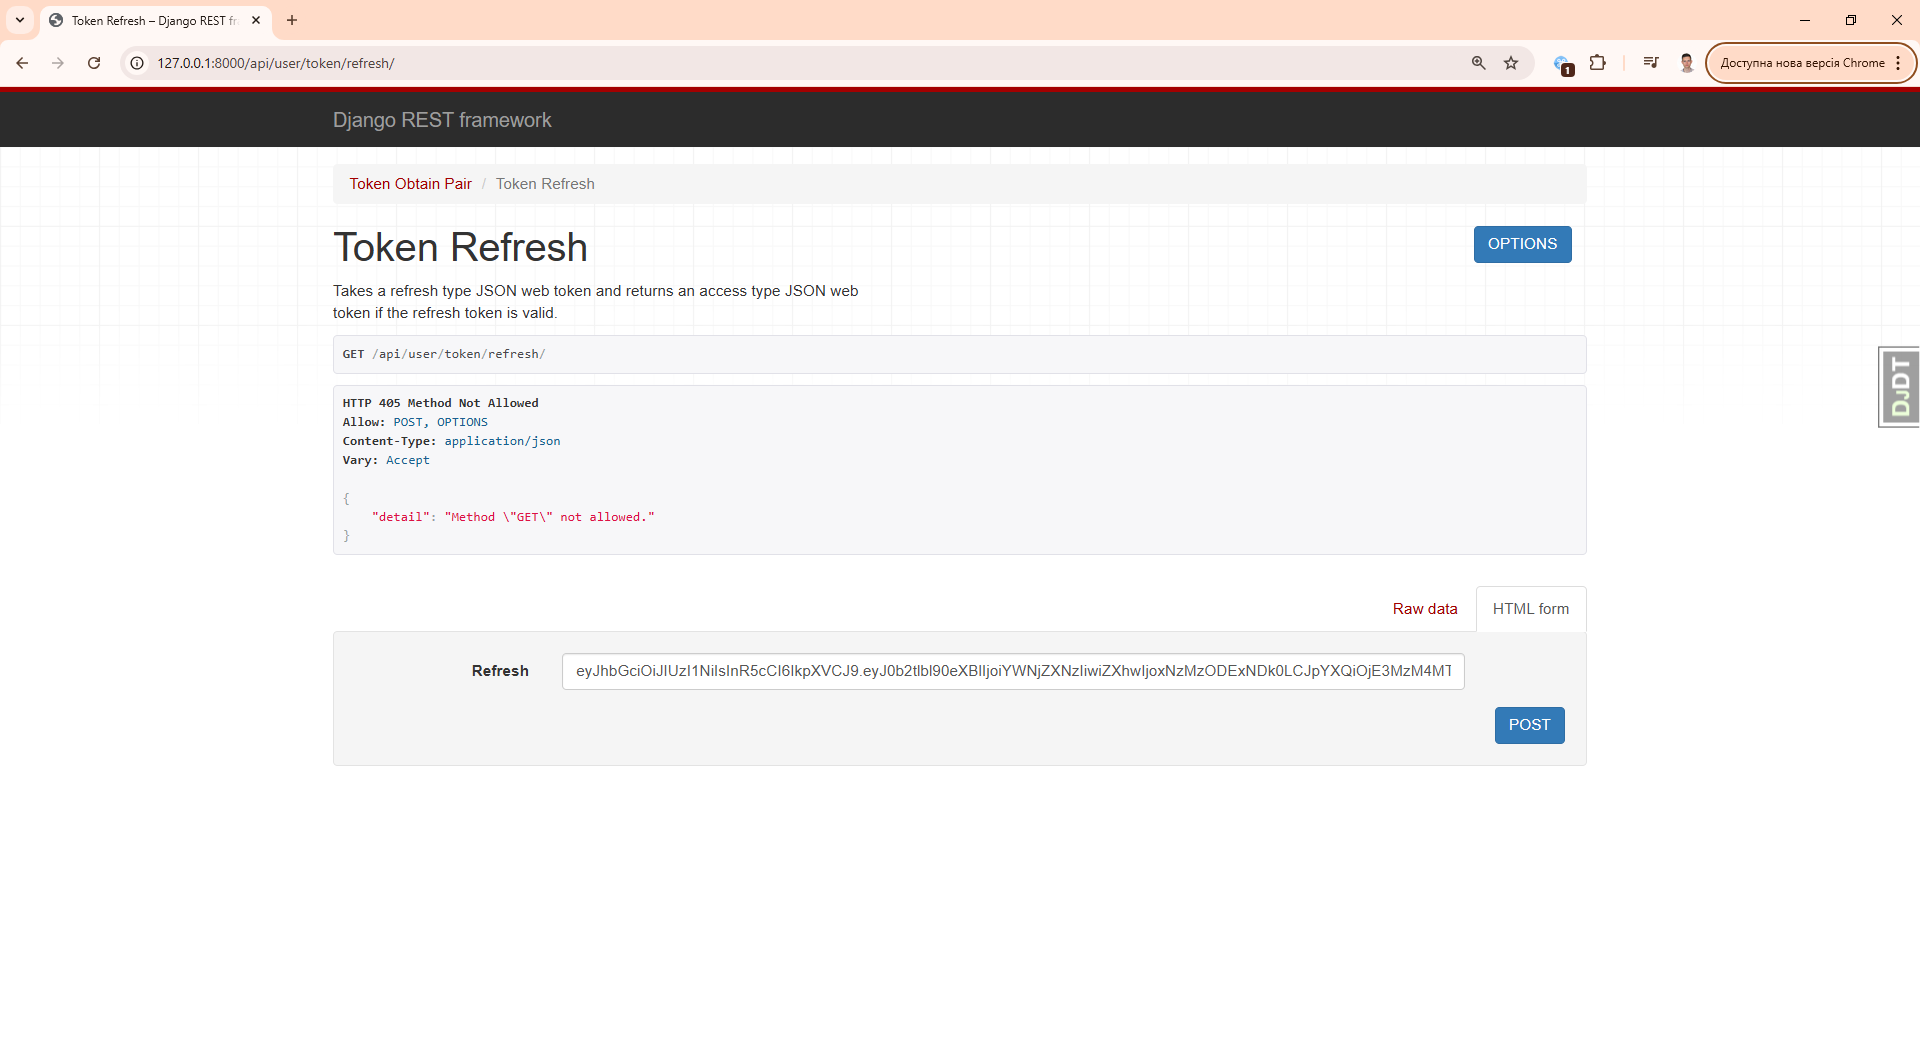 Token Refresh – Django REST fr
127.0.0.1:8000/api/user/token/refresh/
1
Доступна нова версія Chrome
Django REST framework
Token Obtain Pair / Token Refresh
Token Refresh
OPTIONS
Takes a refresh type JSON web token and returns an access type JSON web
token if the refresh token is valid.
GET /api/user/token/refresh/
DJDT
HTTP 405 Method Not Allowed
Allow: POST, OPTIONS
Content-Type: application/json
Vary: Accept
{
"detail": "Method \"GET\" not allowed."
}
Raw data
HTML form
Refresh
eyJhbGciOiJIUzI1NiIsInR5cCI6IkpXVCJ9.eyJ0b2tlbl90eXBlIjoiYWNjZXNzIiwiZXhwIjoxNzMzODExNDk0LCJpYXQiOjE3MzM4MT
POST